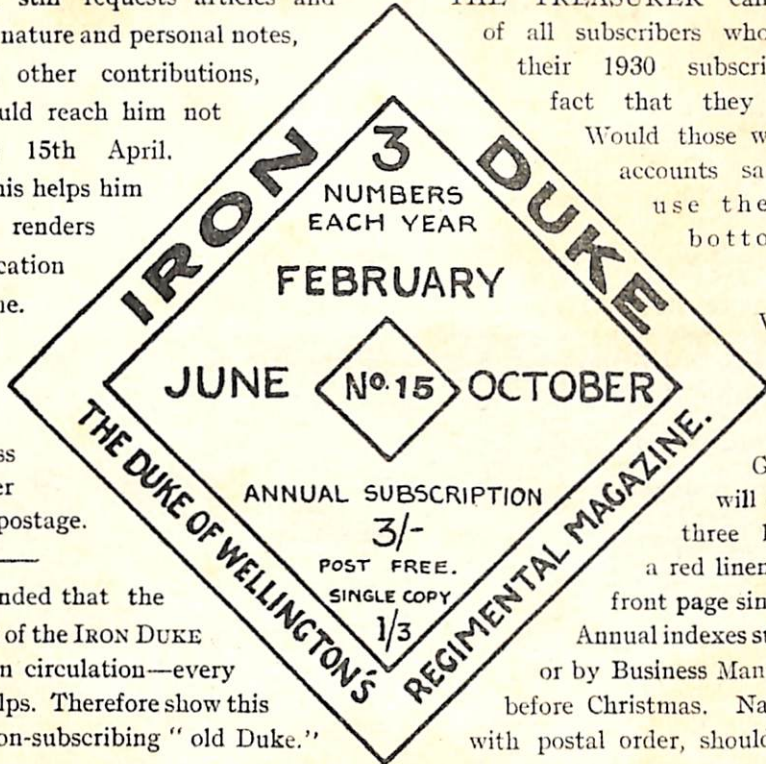 still requests articles and
nature and personal notes,
other contributions,
uld reach him not
15th April.
his helps him
renders
cation
ne.
ss
er
postage.
nded that the
of the IRON DUKE
n circulation—every
lps. Therefore show this
on-subscribing " old Duke."
IRON DUKE
3
NUMBERS
EACH YEAR
FEBRUARY
JUNE No. 15 OCTOBER
ANNUAL SUBSCRIPTION
3/-
POST FREE.
SINGLE COPY
1/3
THE DUKE OF WELLINGTON'S
REGIMENTAL MAGAZINE.
THE TREASURER
of all subscribers who
their 1930 subscri
fact that they
Would those w
accounts sa
use the
botto
G
will
three
a red linen
front page sin
Annual indexes
or by Business Man
before Christmas. Na
with postal order, should